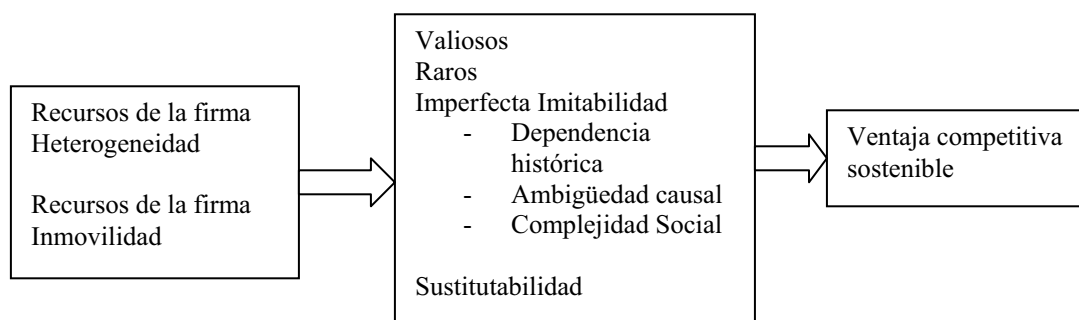 Recursos de la firma
Heterogeneidad
Recursos de la firma
Inmovilidad
Valiosos
Raros
Imperfecta Imitabilidad
- Dependencia
histórica
- Ambigüedad causal
- Complejidad Social
Sustitutabilidad
Ventaja competitiva
sostenible